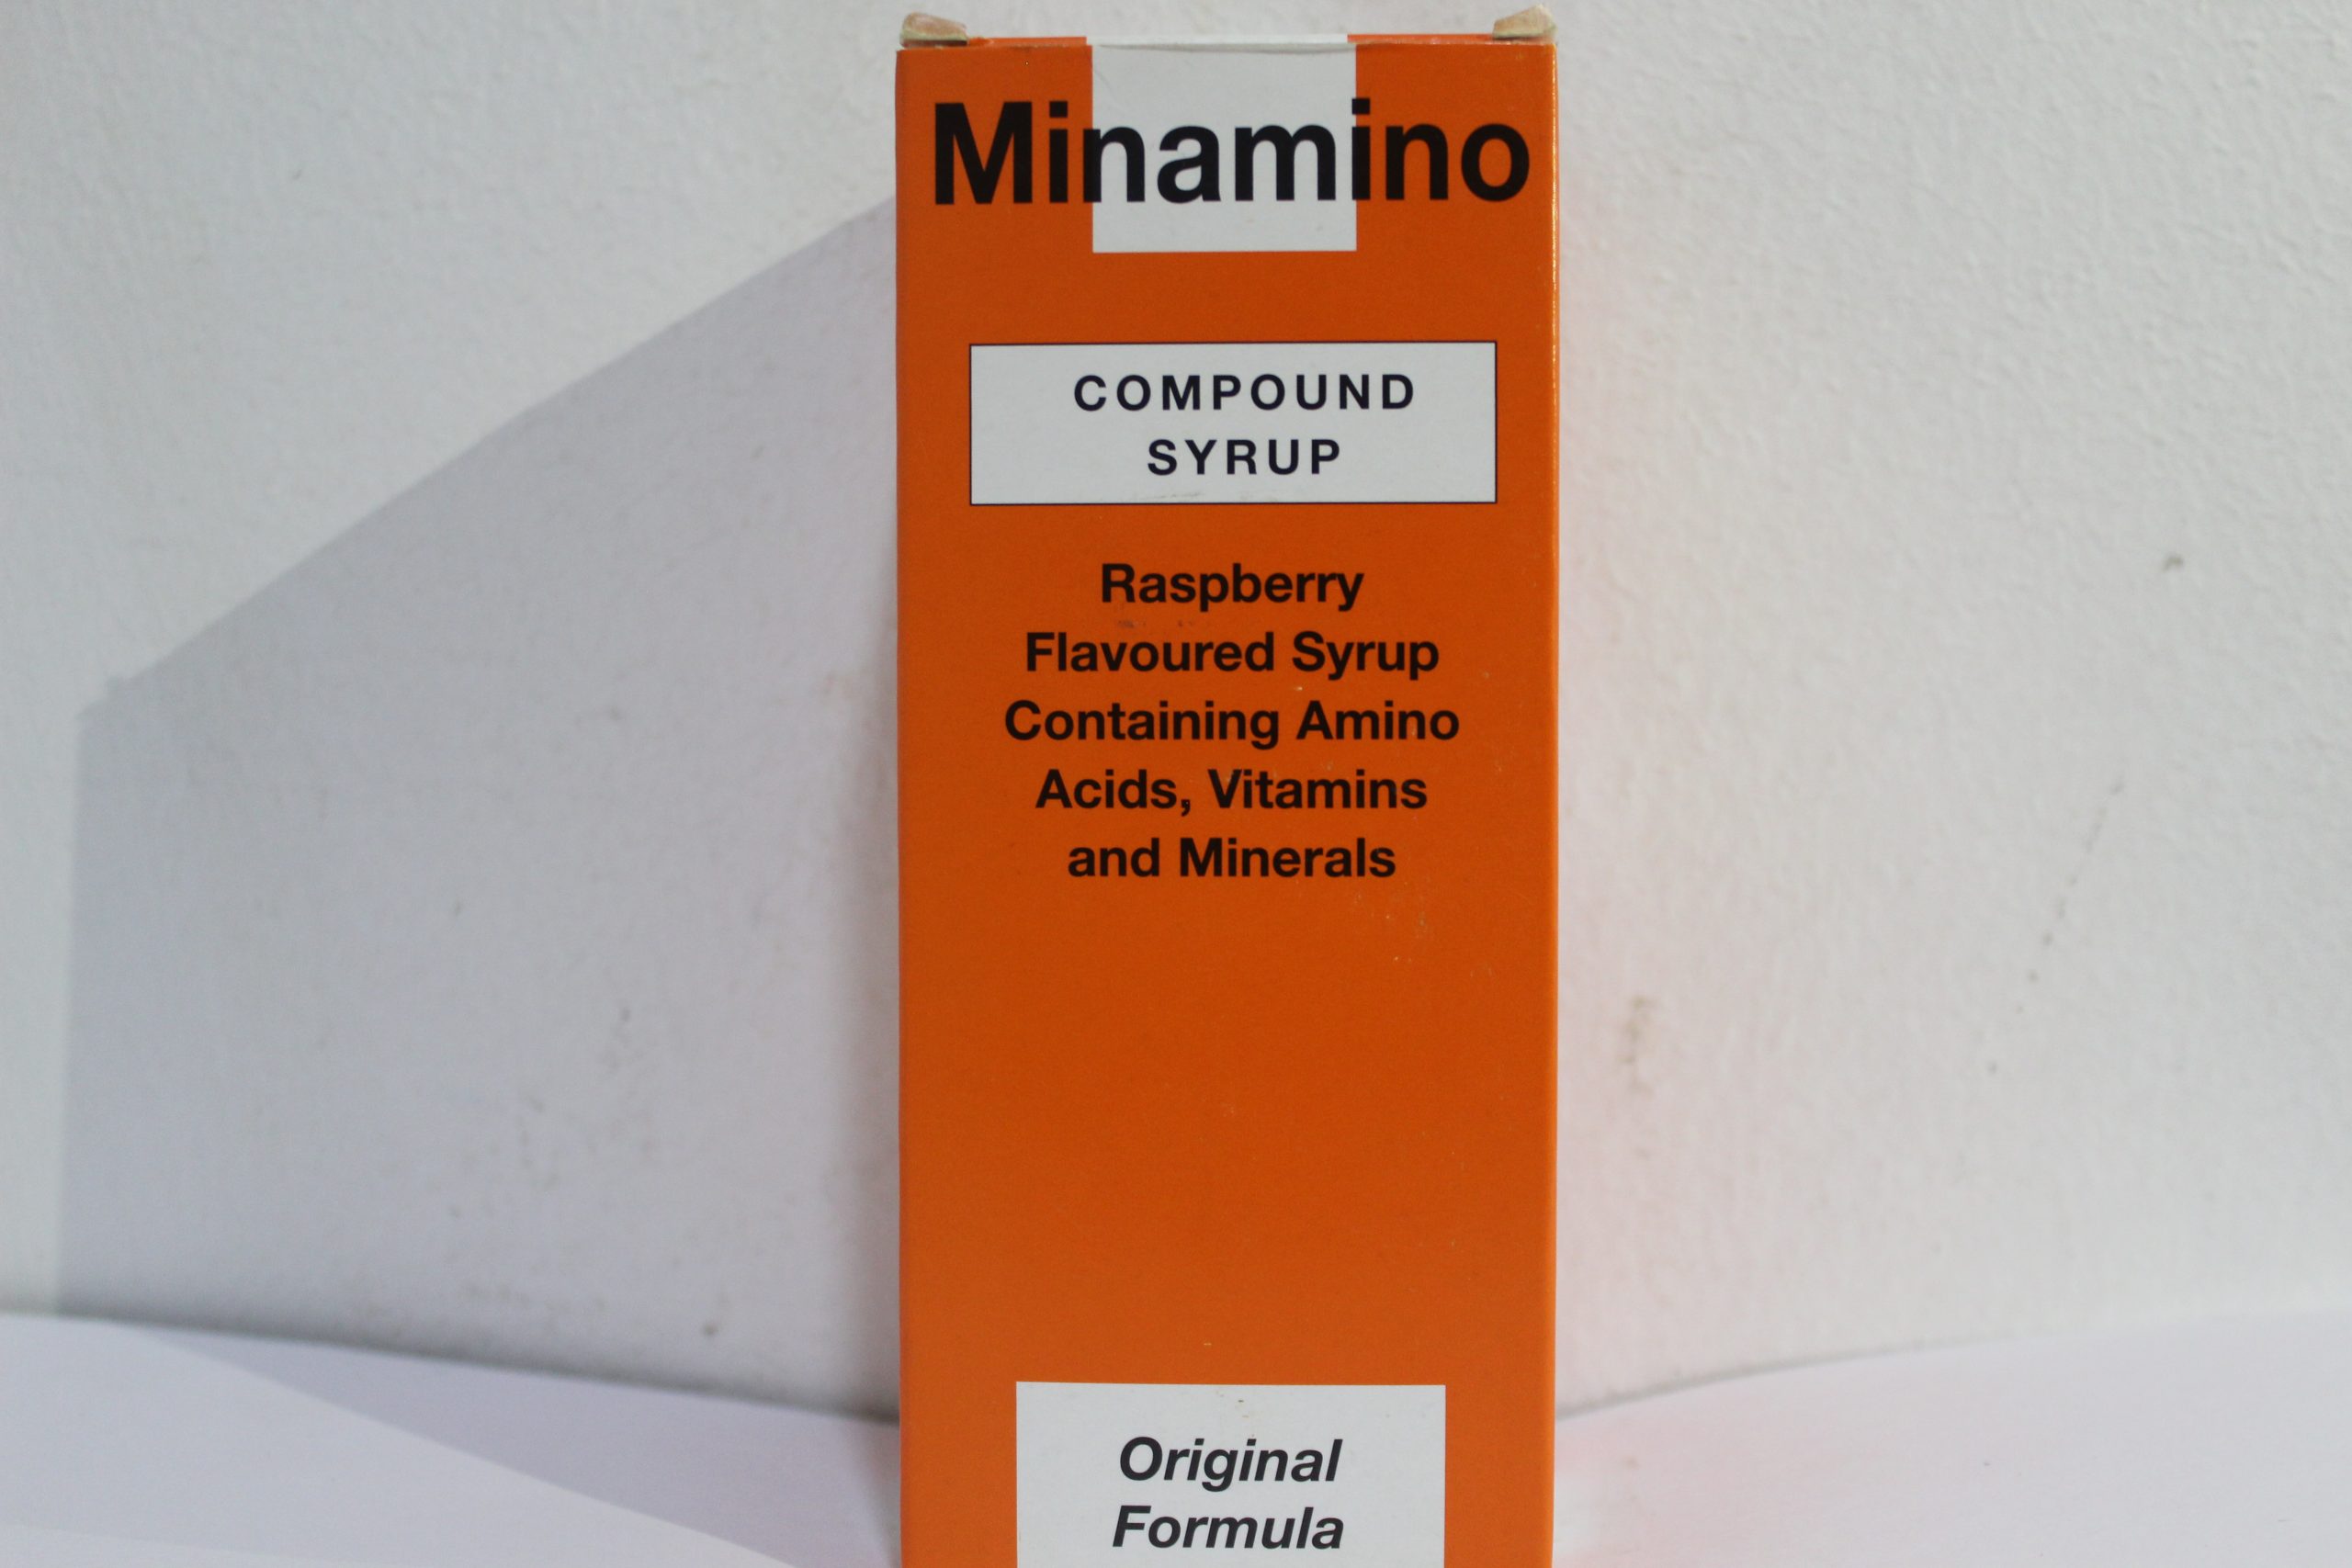 Minamino
COMPOUND
SYRUP
Raspberry
Flavoured Syrup
Containing Amino
Acids, Vitamins
and Minerals
Original
Formula